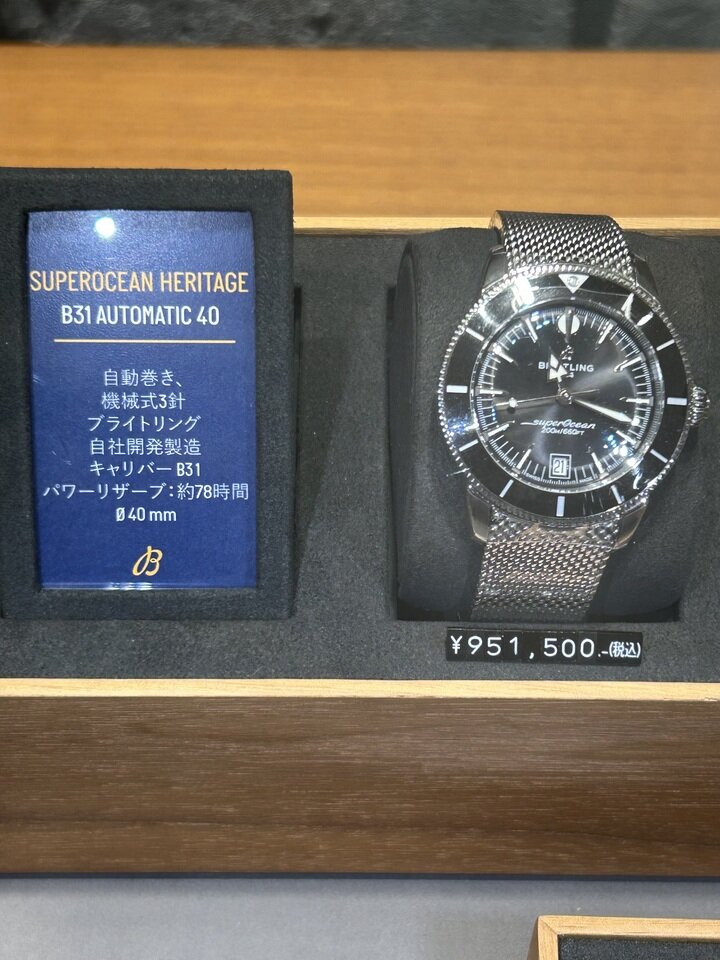 SUPEROCEAN HERITAGE
B31 AUTOMATIC 40
自動巻き、
機械式3針
ブライトリング
自社開発製造
キャリバー B31
パワーリザーブ：約78時間
Ø 40 mm
B
BREITLING
superOcean
200M/660FT
21
¥951,500.-(税込)